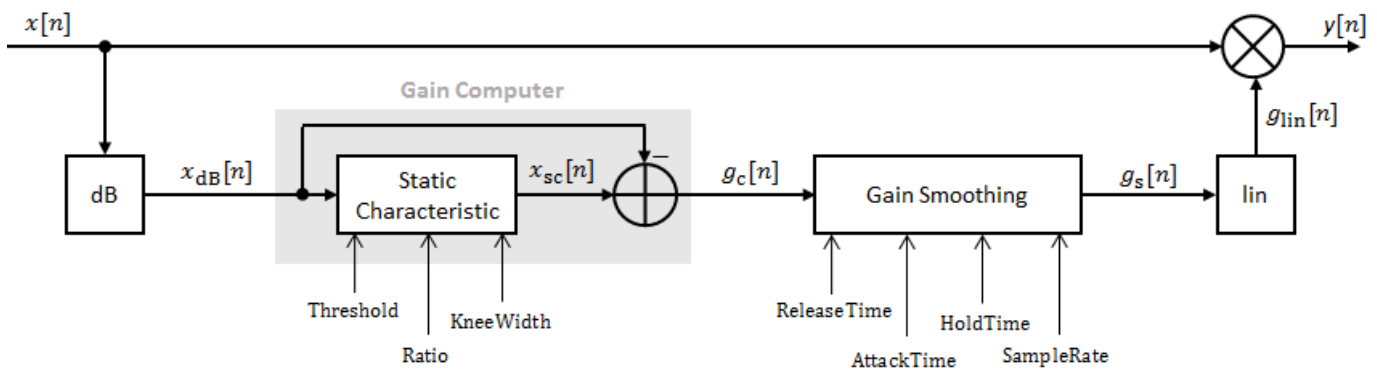 x[n]
y[n]
Gain Computer
g_lin[n]
dB
x_dB[n]
Static
Characteristic
x_sc[n]
−
g_c[n]
Gain Smoothing
g_s[n]
lin
Threshold
KneeWidth
Ratio
ReleaseTime
HoldTime
AttackTime
SampleRate